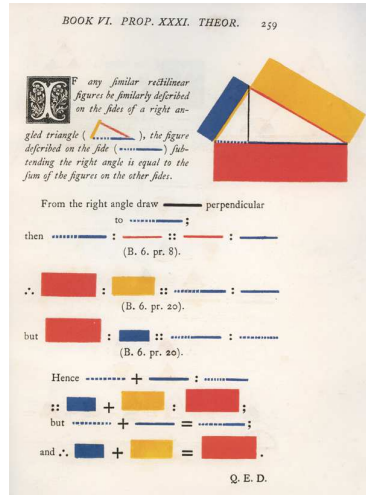 BOOK VI. PROP. XXXI. THEOR. 259
IF any ſimilar rectilinear
figures be ſimilarly deſcribed
on the ſides of a right an-
gled triangle ( ), the figure
deſcribed on the ſide ( ) ſub-
tending the right angle is equal to the
ſum of the figures on the other ſides.
From the right angle draw perpendicular
to ;
then : :: :
(B. 6. pr. 8).
∴ : :: :
(B. 6. pr. 20).
but : :: :
(B. 6. pr. 20).
Hence + :
:: + : ;
but + = ;
and ∴ + = .
Q. E. D.